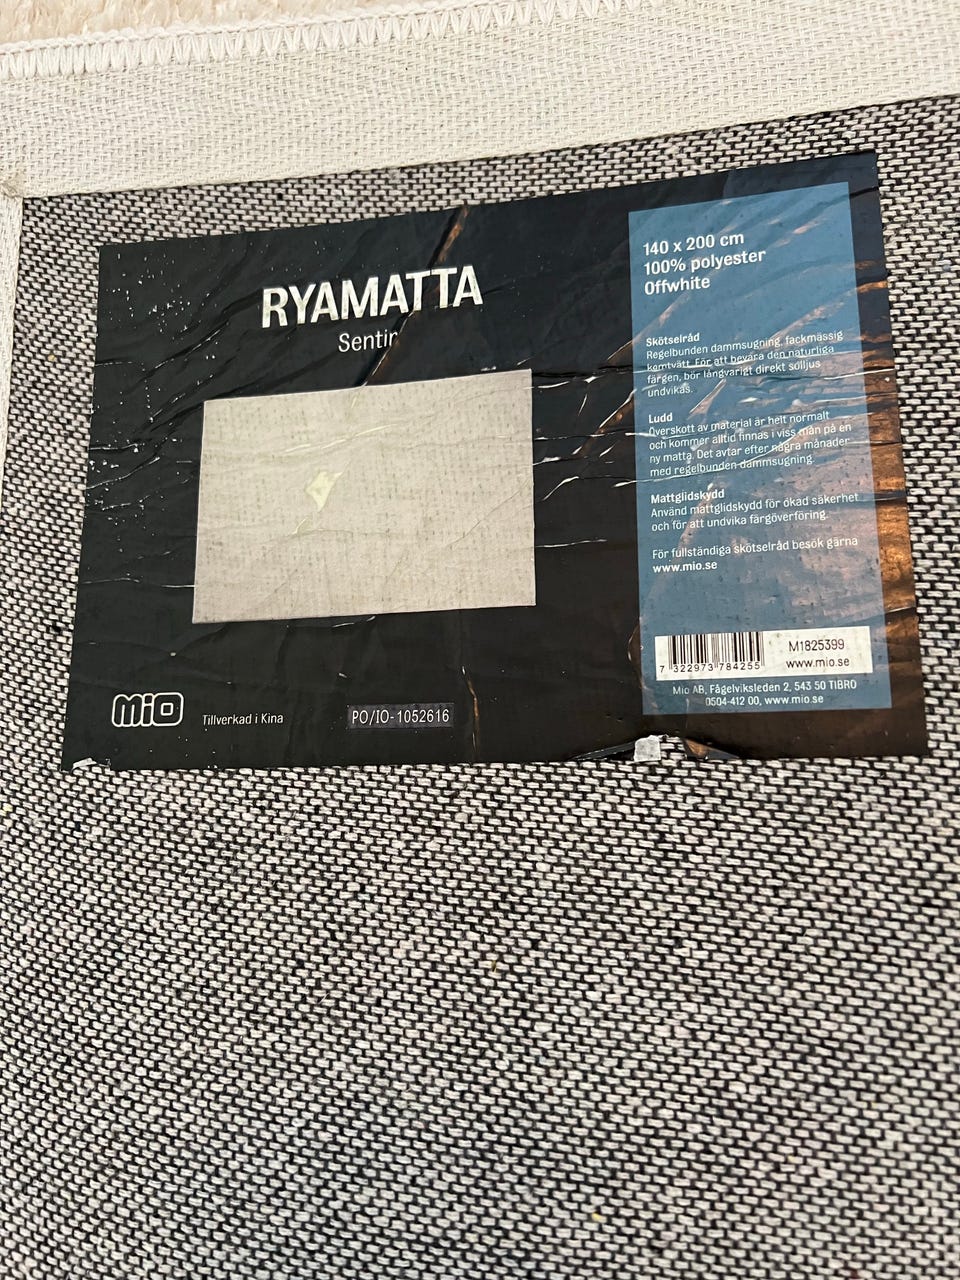 RYAMATTA
Sentir
140 x 200 cm
100% polyester
Offwhite
Skötselråd
Regelbunden dammsugning, fackmässig
kemtvätt. För att bevara den naturliga
färgen, bör långvarigt direkt solljus
undvikas.
Ludd
Överskott av material är helt normalt
och kommer alltid finnas i viss mån på en
ny matta. Det avtar efter några månader
med regelbunden dammsugning.
Mattglidskydd
Använd mattglidskydd för ökad säkerhet
och för att undvika färgöverföring.
För fullständiga skötselråd besök gärna
www.mio.se
7 322973 784255
M1825399
www.mio.se
Mio AB, Fågelviksleden 2, 543 50 TIBRO
0504-412 00, www.mio.se
MIO
Tillverkad i Kina
PO/IO-1052616